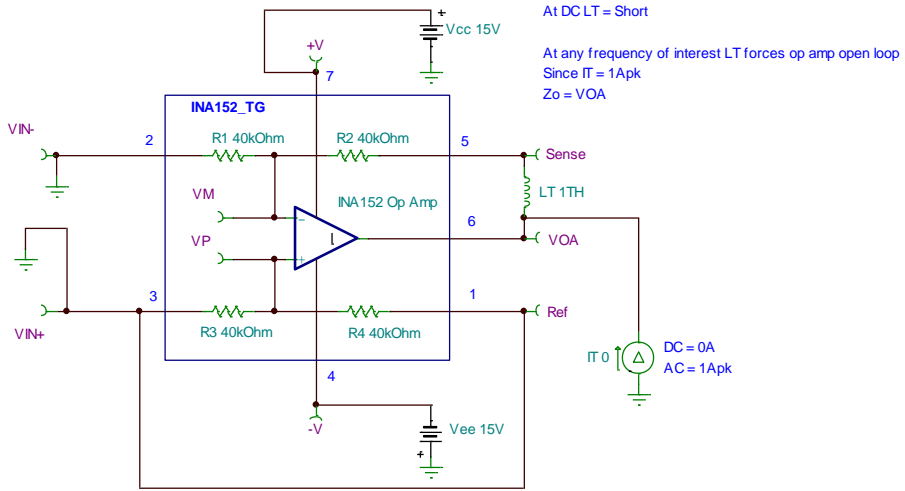 At DC LT = Short
Vcc 15V
+
+V
At any frequency of interest LT forces op amp open loop
Since IT = 1Apk
Zo = VOA
7
INA152_TG
VIN-
2
R1 40kOhm
R2 40kOhm
5
Sense
LT 1TH
VM
INA152 Op Amp
-
6
VOA
VP
+
3
1
Ref
VIN+
R3 40kOhm
R4 40kOhm
IT 0
DC = 0A
AC = 1Apk
4
-V
Vee 15V
+